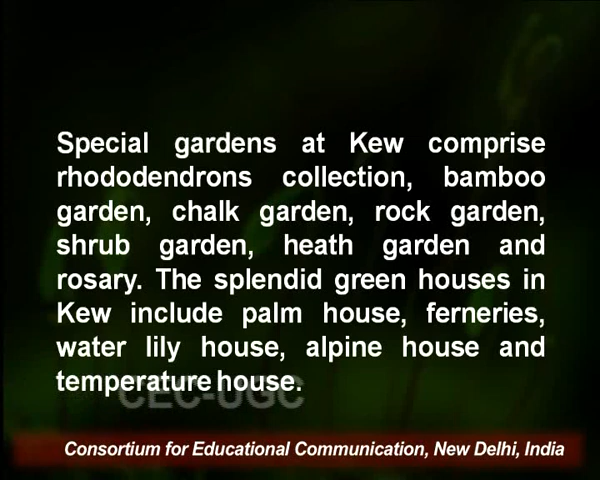 Special gardens at Kew comprise
rhododendrons collection, bamboo
garden, chalk garden, rock garden,
shrub garden, heath garden and
rosary. The splendid green houses in
Kew include palm house, ferneries,
water lily house, alpine house and
temperature house.
CEC-UGC
Consortium for Educational Communication, New Delhi, India